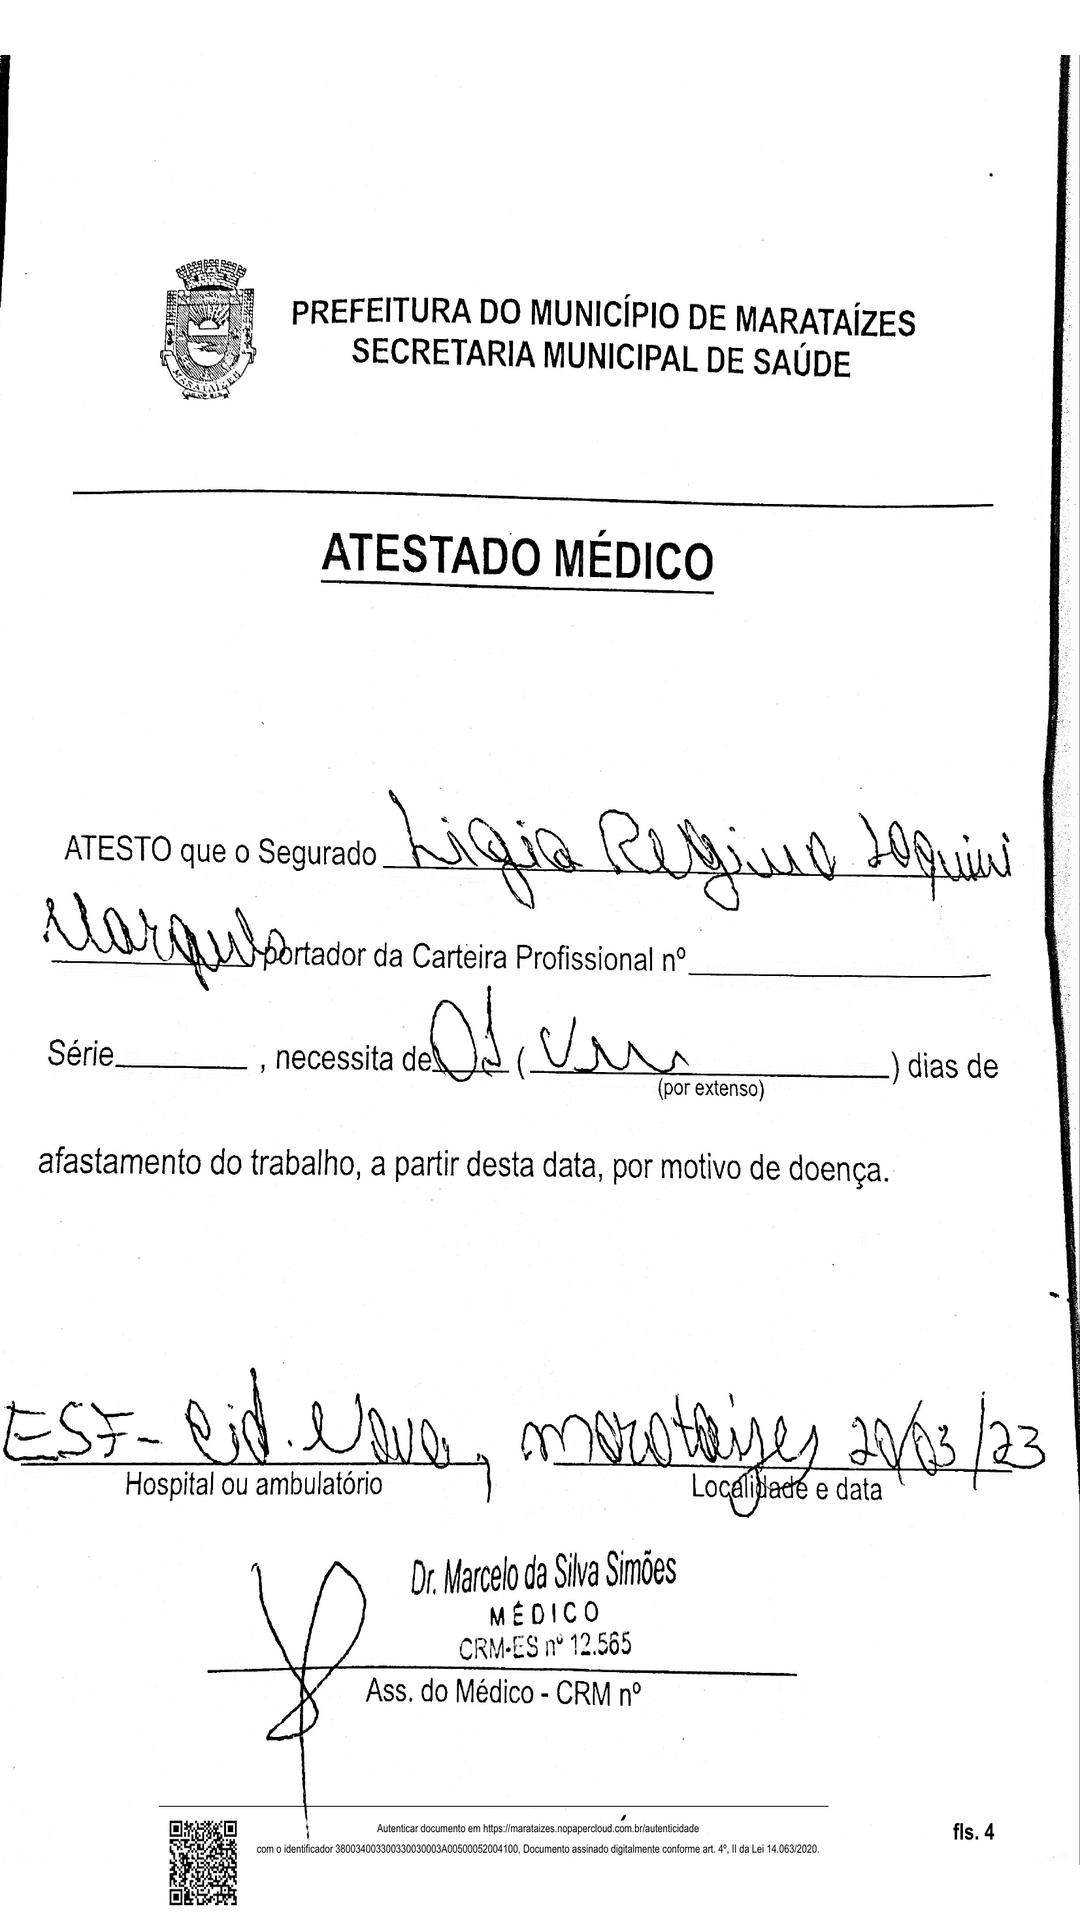 PREFEITURA DO MUNICÍPIO DE MARATAÍZES
SECRETARIA MUNICIPAL DE SAÚDE
MARATAIZES
ATESTADO MÉDICO
ATESTO que o Segurado Ligia Regina
Marques portador da Carteira Profissional nº
Série , necessita de 01 ( um ) dias de
(por extenso)
afastamento do trabalho, a partir desta data, por motivo de doença.
ESF - Cid. Nova, Marataizes 20/03/23
Hospital ou ambulatório Localidade e data
Dr. Marcelo da Silva Simões
MÉDICO
CRM-ES nº 12.565
Ass. do Médico - CRM nº
Autenticar documento em https://marataizes.nopapercloud.com.br/autenticidade
com o identificador 380034003300330030003A00500052004100, Documento assinado digitalmente conforme art. 4º, II da Lei 14.063/2020.
fls. 4